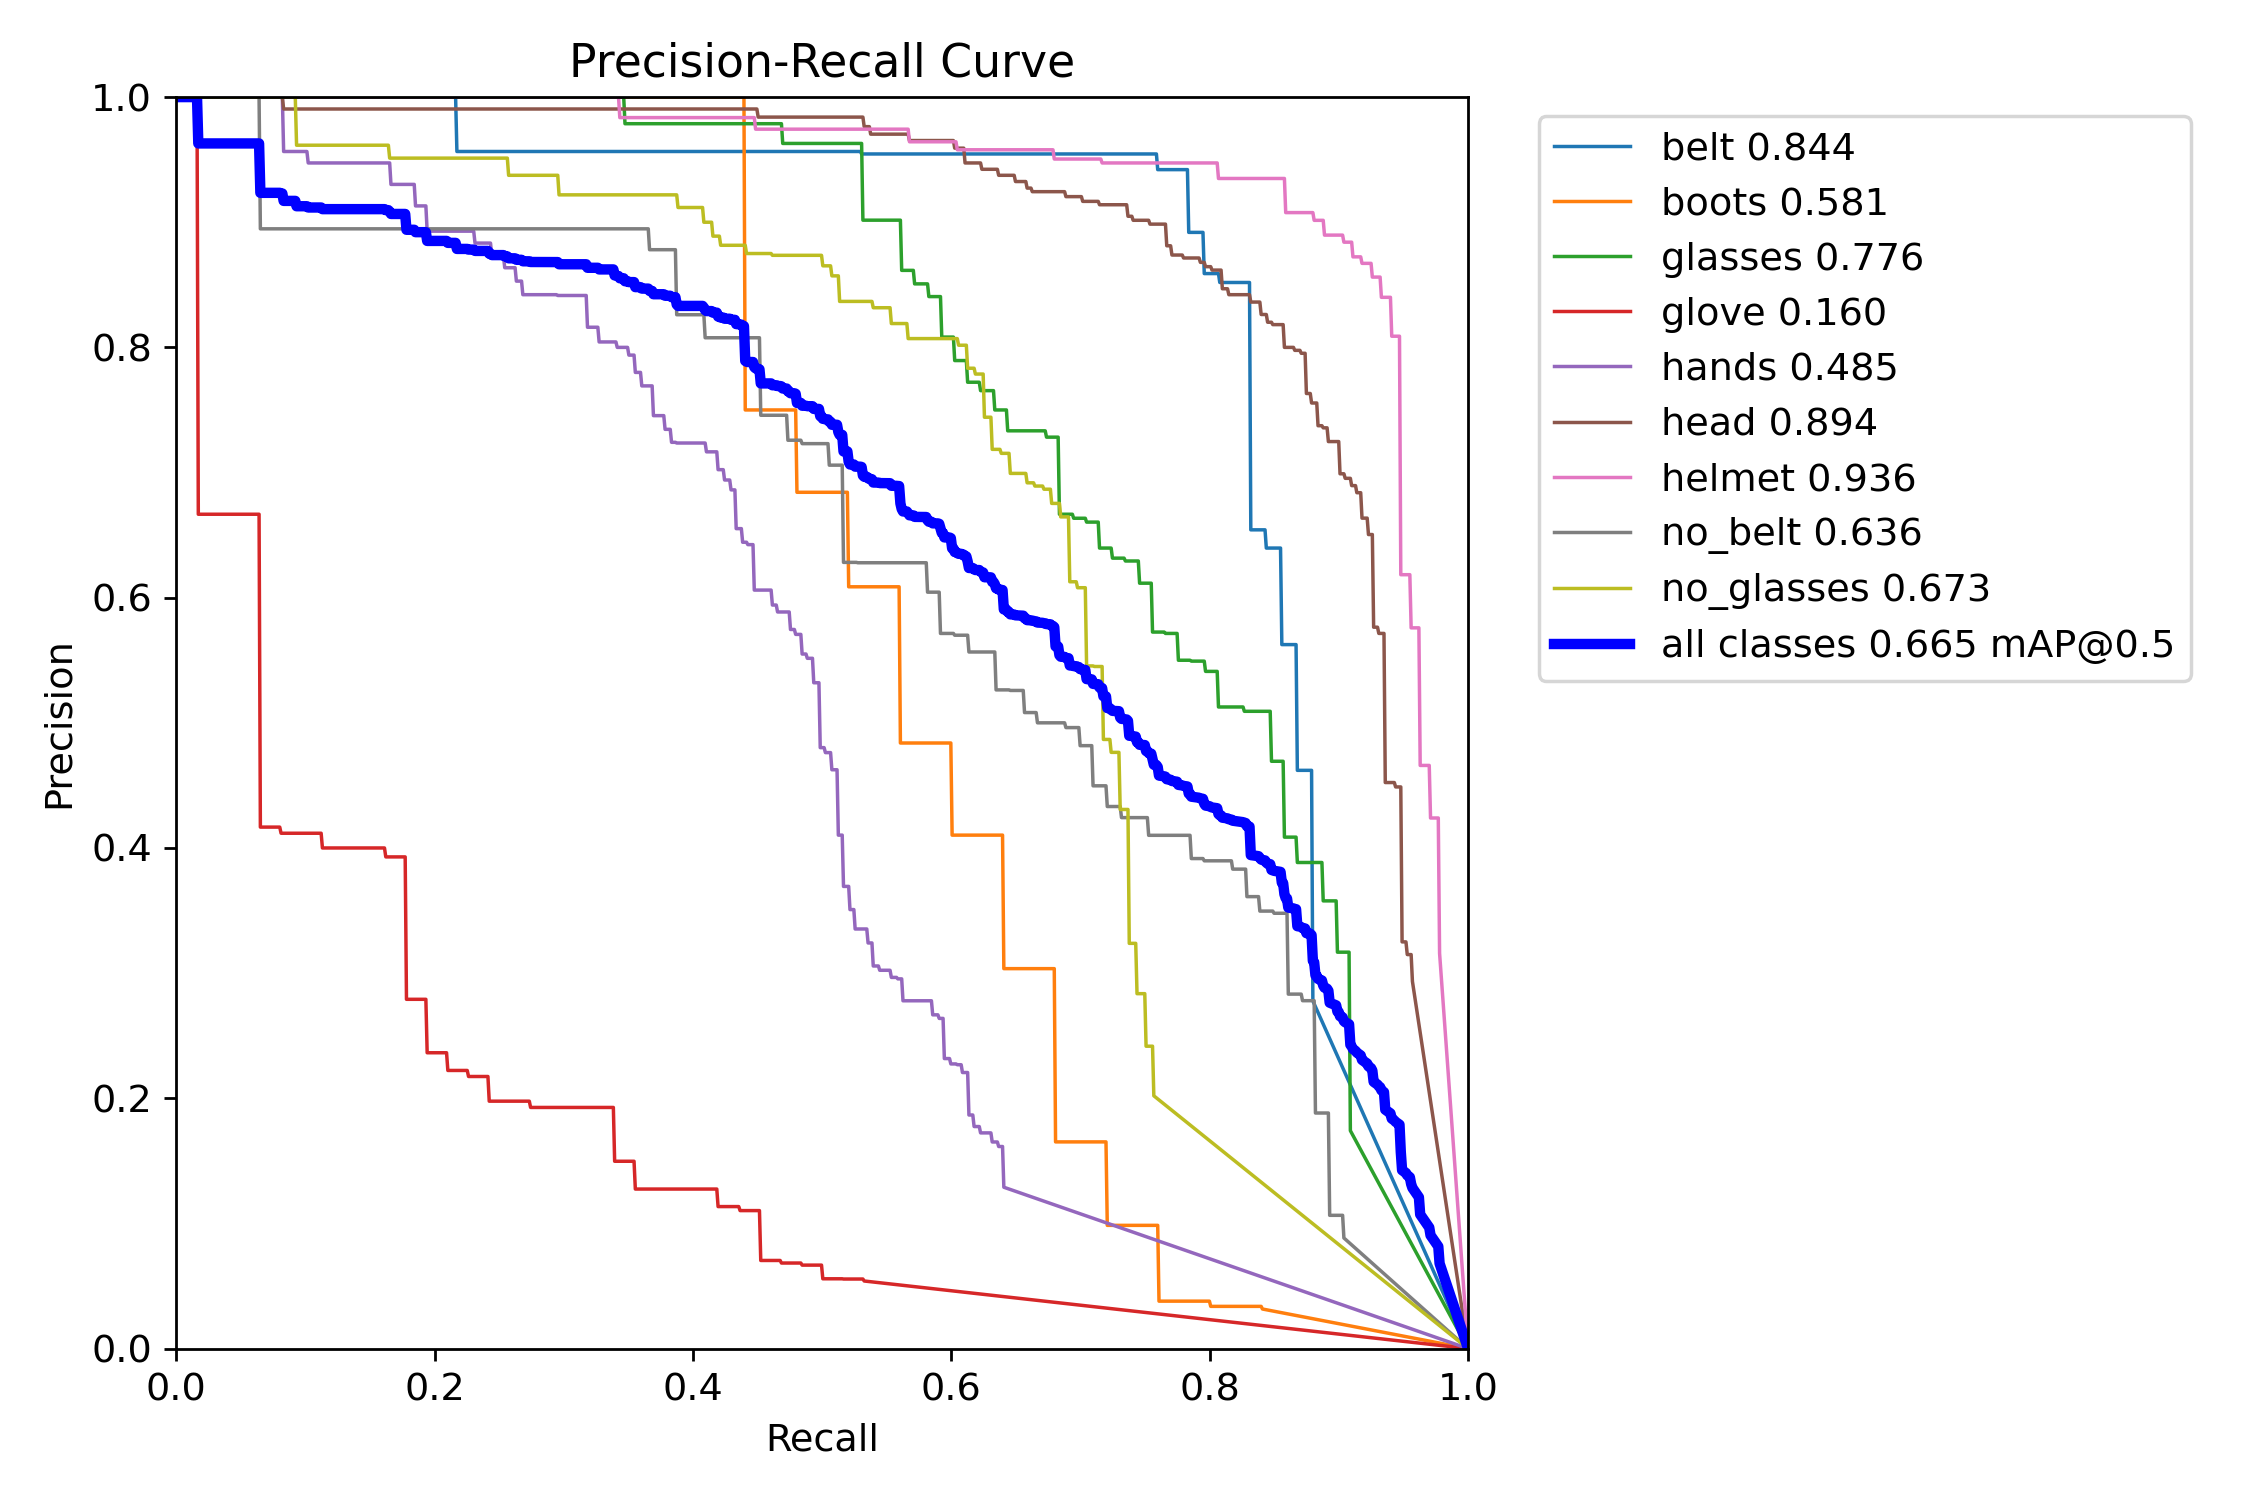 Precision-Recall Curve
1.0
0.8
0.6
0.4
0.2
0.0
Precision
0.0 0.2 0.4 0.6 0.8 1.0
Recall
belt 0.844
boots 0.581
glasses 0.776
glove 0.160
hands 0.485
head 0.894
helmet 0.936
no_belt 0.636
no_glasses 0.673
all classes 0.665 mAP@0.5